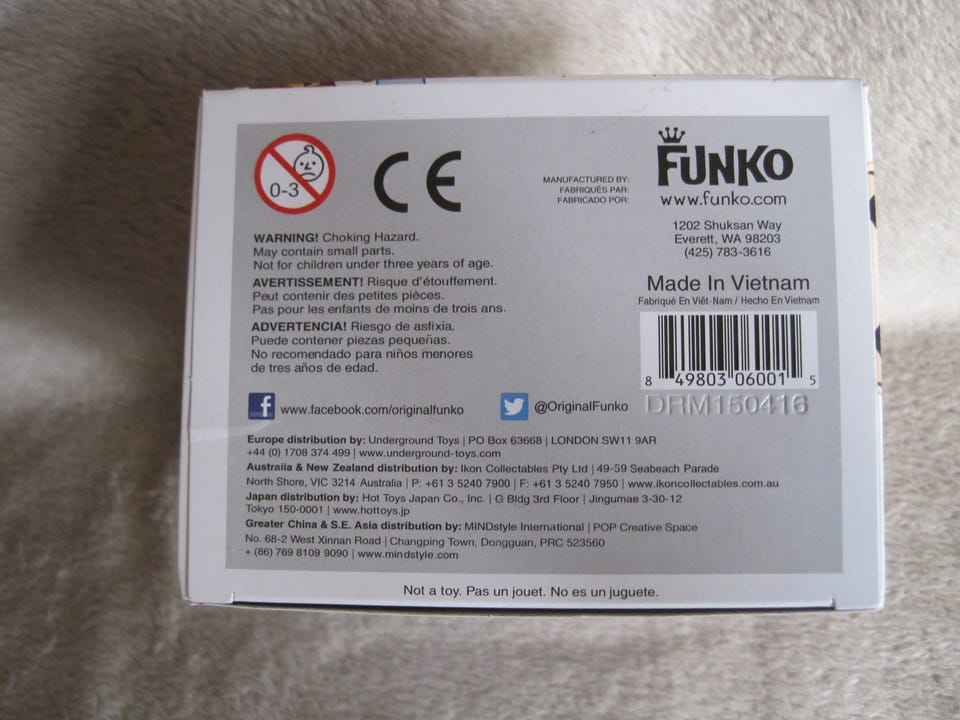 0-3
CE
MANUFACTURED BY:
FABRIQUÉS PAR:
FABRICADO POR:
FUNKO
www.funko.com
1202 Shuksan Way
Everett, WA 98203
(425) 783-3616
WARNING! Choking Hazard.
May contain small parts.
Not for children under three years of age.
AVERTISSEMENT! Risque d'étouffement.
Peut contenir des petites pièces.
Pas pour les enfants de moins de trois ans.
ADVERTENCIA! Riesgo de asfixia.
Puede contener piezas pequeñas.
No recomendado para niños menores
de tres años de edad.
Made In Vietnam
Fabriqué En Viêt-Nam / Hecho En Vietnam
8 49803 06001 5
DRM150416
f www.facebook.com/originalfunko
@OriginalFunko
Europe distribution by: Underground Toys | PO Box 63668 | LONDON SW11 9AR
+44 (0) 1708 374 499 | www.underground-toys.com
Australia & New Zealand distribution by: Ikon Collectables Pty Ltd | 49-59 Seabeach Parade
North Shore, VIC 3214 Australia | P: +61 3 5240 7900 | F: +61 3 5240 7950 | www.ikoncollectables.com.au
Japan distribution by: Hot Toys Japan Co., Inc. | G Bldg 3rd Floor | Jingumae 3-30-12
Tokyo 150-0001 | www.hottoys.jp
Greater China & S.E. Asia distribution by: MINDstyle International | POP Creative Space
No. 68-2 West Xinnan Road | Changping Town, Dongguan, PRC 523560
+ (86) 769 8109 9090 | www.mindstyle.com
Not a toy. Pas un jouet. No es un juguete.